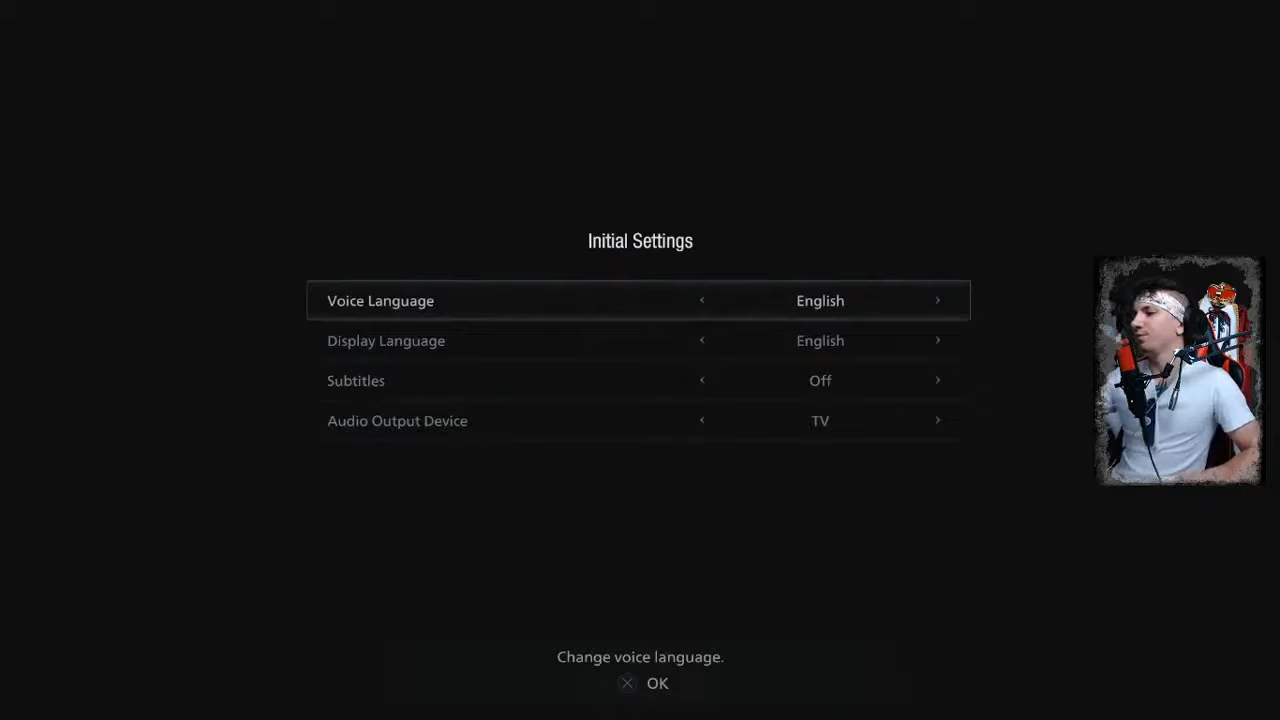 Initial Settings
Voice Language English
Display Language English
Subtitles Off
Audio Output Device TV
Change voice language.
OK